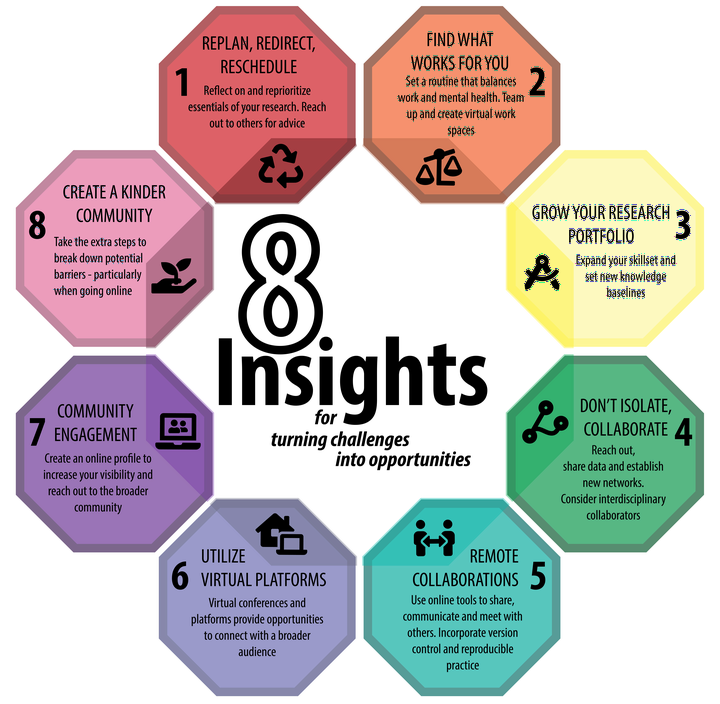 1
REPLAN, REDIRECT,
RESCHEDULE
Reflect on and reprioritize
essentials of your research. Reach
out to others for advice
FIND WHAT
WORKS FOR YOU
2
Set a routine that balances
work and mental health. Team
up and create virtual work
spaces
GROW YOUR RESEARCH
PORTFOLIO
3
Expand your skillset and
set new knowledge
baselines
DON'T ISOLATE,
COLLABORATE
4
Reach out,
share data and establish
new networks.
Consider interdisciplinary
collaborators
REMOTE
COLLABORATIONS
5
Use online tools to share,
communicate and meet with
others. Incorporate version
control and reproducible
practice
6
UTILIZE
VIRTUAL PLATFORMS
Virtual conferences and
platforms provide opportunities
to connect with a broader
audience
7
COMMUNITY
ENGAGEMENT
Create an online profile to
increase your visibility and
reach out to the broader
community
8
CREATE A KINDER
COMMUNITY
Take the extra steps to
break down potential
barriers - particularly
when going online
8
Insights
for
turning challenges
into opportunities